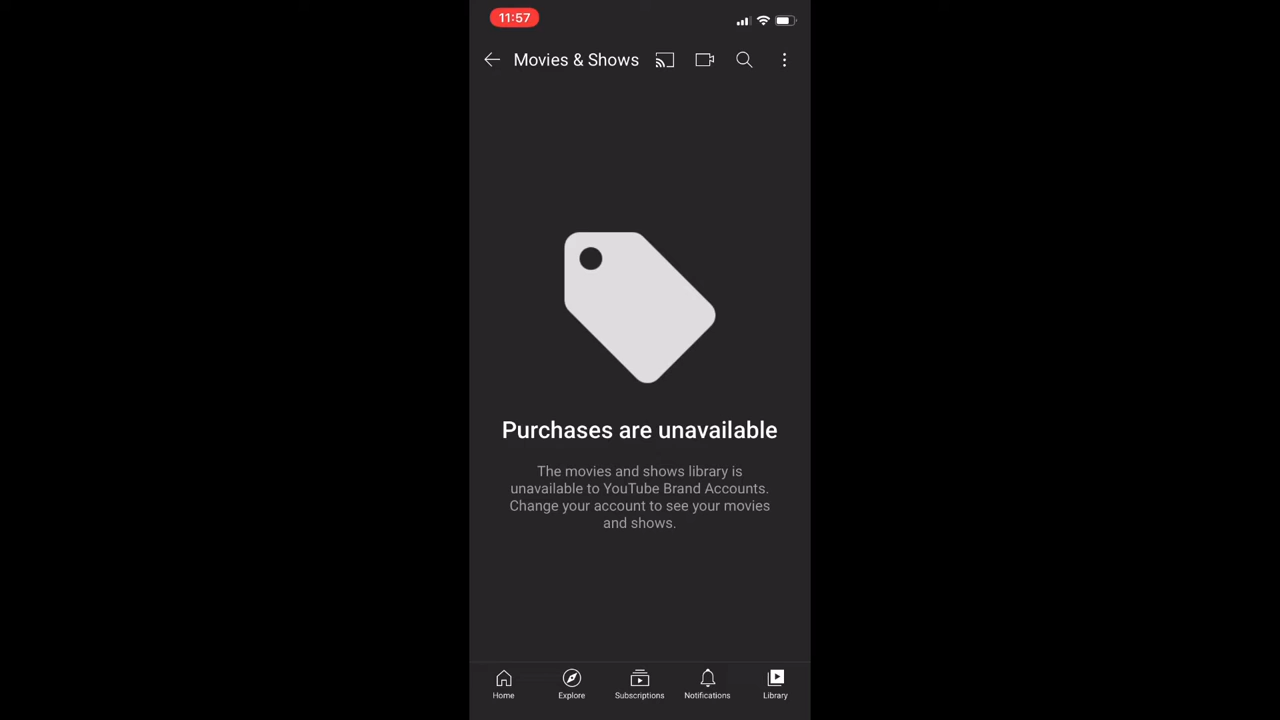 11:57
Movies & Shows
Purchases are unavailable
The movies and shows library is
unavailable to YouTube Brand Accounts.
Change your account to see your movies
and shows.
Home
Explore
Subscriptions
Notifications
Library